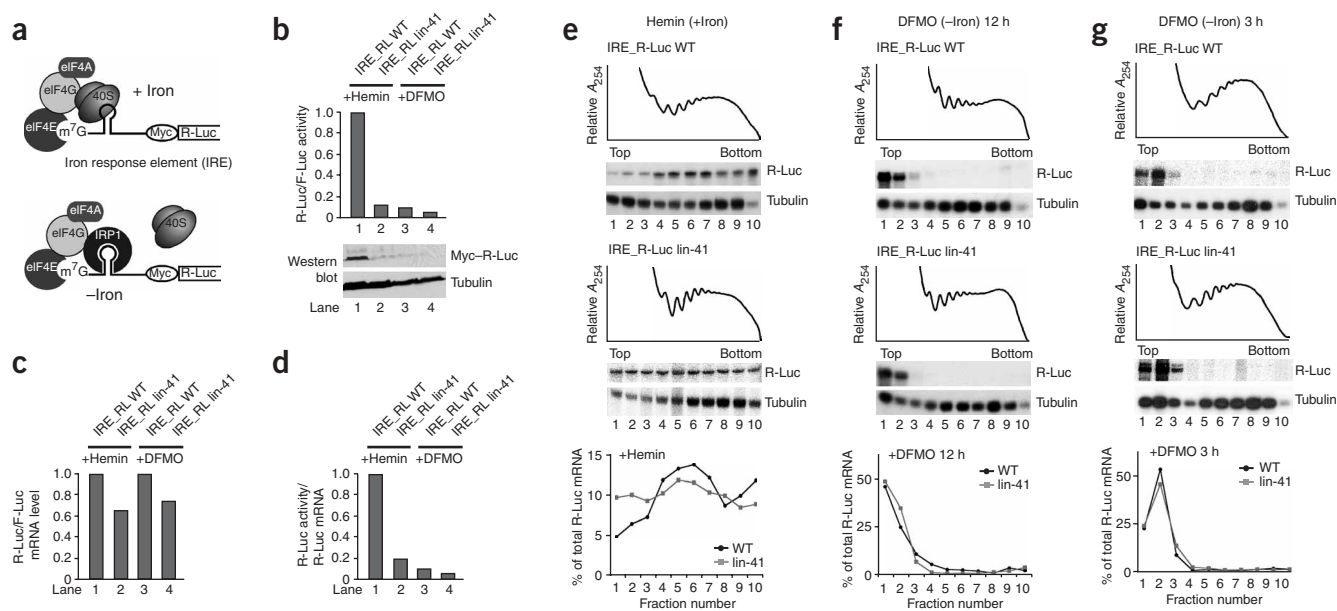 a
eIF4A
eIF4G
40S
+ Iron
eIF4E
m7G
Myc
R-Luc
Iron response element (IRE)
eIF4A
eIF4G
IRP1
40S
eIF4E
m7G
Myc
R-Luc
–Iron
b
IRE_RL WT
IRE_RL lin-41
IRE_RL WT
IRE_RL lin-41
+Hemin
+DFMO
R-Luc/F-Luc activity
1.0
0.8
0.6
0.4
0.2
0
Western
blot
Myc–R-Luc
Tubulin
Lane 1 2 3 4
c
IRE_RL WT
IRE_RL lin-41
IRE_RL WT
IRE_RL lin-41
+Hemin
+DFMO
R-Luc/F-Luc
mRNA level
1.0
0.8
0.6
0.4
0.2
0
Lane 1 2 3 4
d
IRE_RL WT
IRE_RL lin-41
IRE_RL WT
IRE_RL lin-41
+Hemin
+DFMO
R-Luc activity/
R-Luc mRNA
1.0
0.8
0.6
0.4
0.2
0
Lane 1 2 3 4
e
Hemin (+Iron)
IRE_R-Luc WT
Relative A254
Top
Bottom
R-Luc
Tubulin
1 2 3 4 5 6 7 8 9 10
IRE_R-Luc lin-41
Relative A254
Top
Bottom
R-Luc
Tubulin
1 2 3 4 5 6 7 8 9 10
+Hemin
% of total R-Luc mRNA
15
10
5
0
WT
lin-41
1 2 3 4 5 6 7 8 9 10
Fraction number
f
DFMO (–Iron) 12 h
IRE_R-Luc WT
Relative A254
Top
Bottom
R-Luc
Tubulin
1 2 3 4 5 6 7 8 9 10
IRE_R-Luc lin-41
Relative A254
Top
Bottom
R-Luc
Tubulin
1 2 3 4 5 6 7 8 9 10
+DFMO 12 h
% of total R-Luc mRNA
50
25
0
WT
lin-41
1 2 3 4 5 6 7 8 9 10
Fraction number
g
DFMO (–Iron) 3 h
IRE_R-Luc WT
Relative A254
Top
Bottom
R-Luc
Tubulin
1 2 3 4 5 6 7 8 9 10
IRE_R-Luc lin-41
Relative A254
Top
Bottom
R-Luc
Tubulin
1 2 3 4 5 6 7 8 9 10
+DFMO 3 h
% of total R-Luc mRNA
50
25
0
WT
lin-41
1 2 3 4 5 6 7 8 9 10
Fraction number